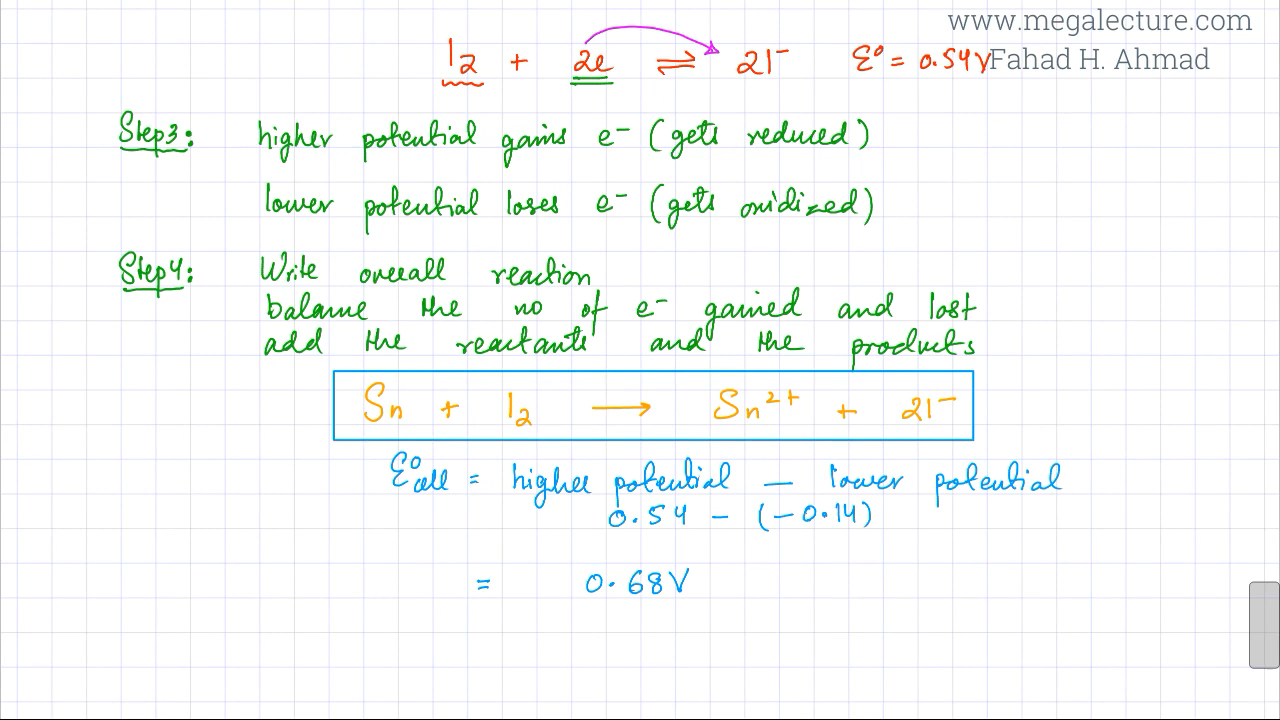 www.megalecture.com
I2 + 2e ⇌ 2I⁻ Ɛ° = 0.54V
Fahad H. Ahmad
Step3: higher potential gains e⁻ (gets reduced)
lower potential loses e⁻ (gets oxidized)
Step4: Write overall reaction
balance the no of e⁻ gained and lost
add the reactants and the products
Sn + I2 → Sn²⁺ + 2I⁻
Ɛ°cell = higher potential — lower potential
0.54 – (–0.14)
= 0.68V